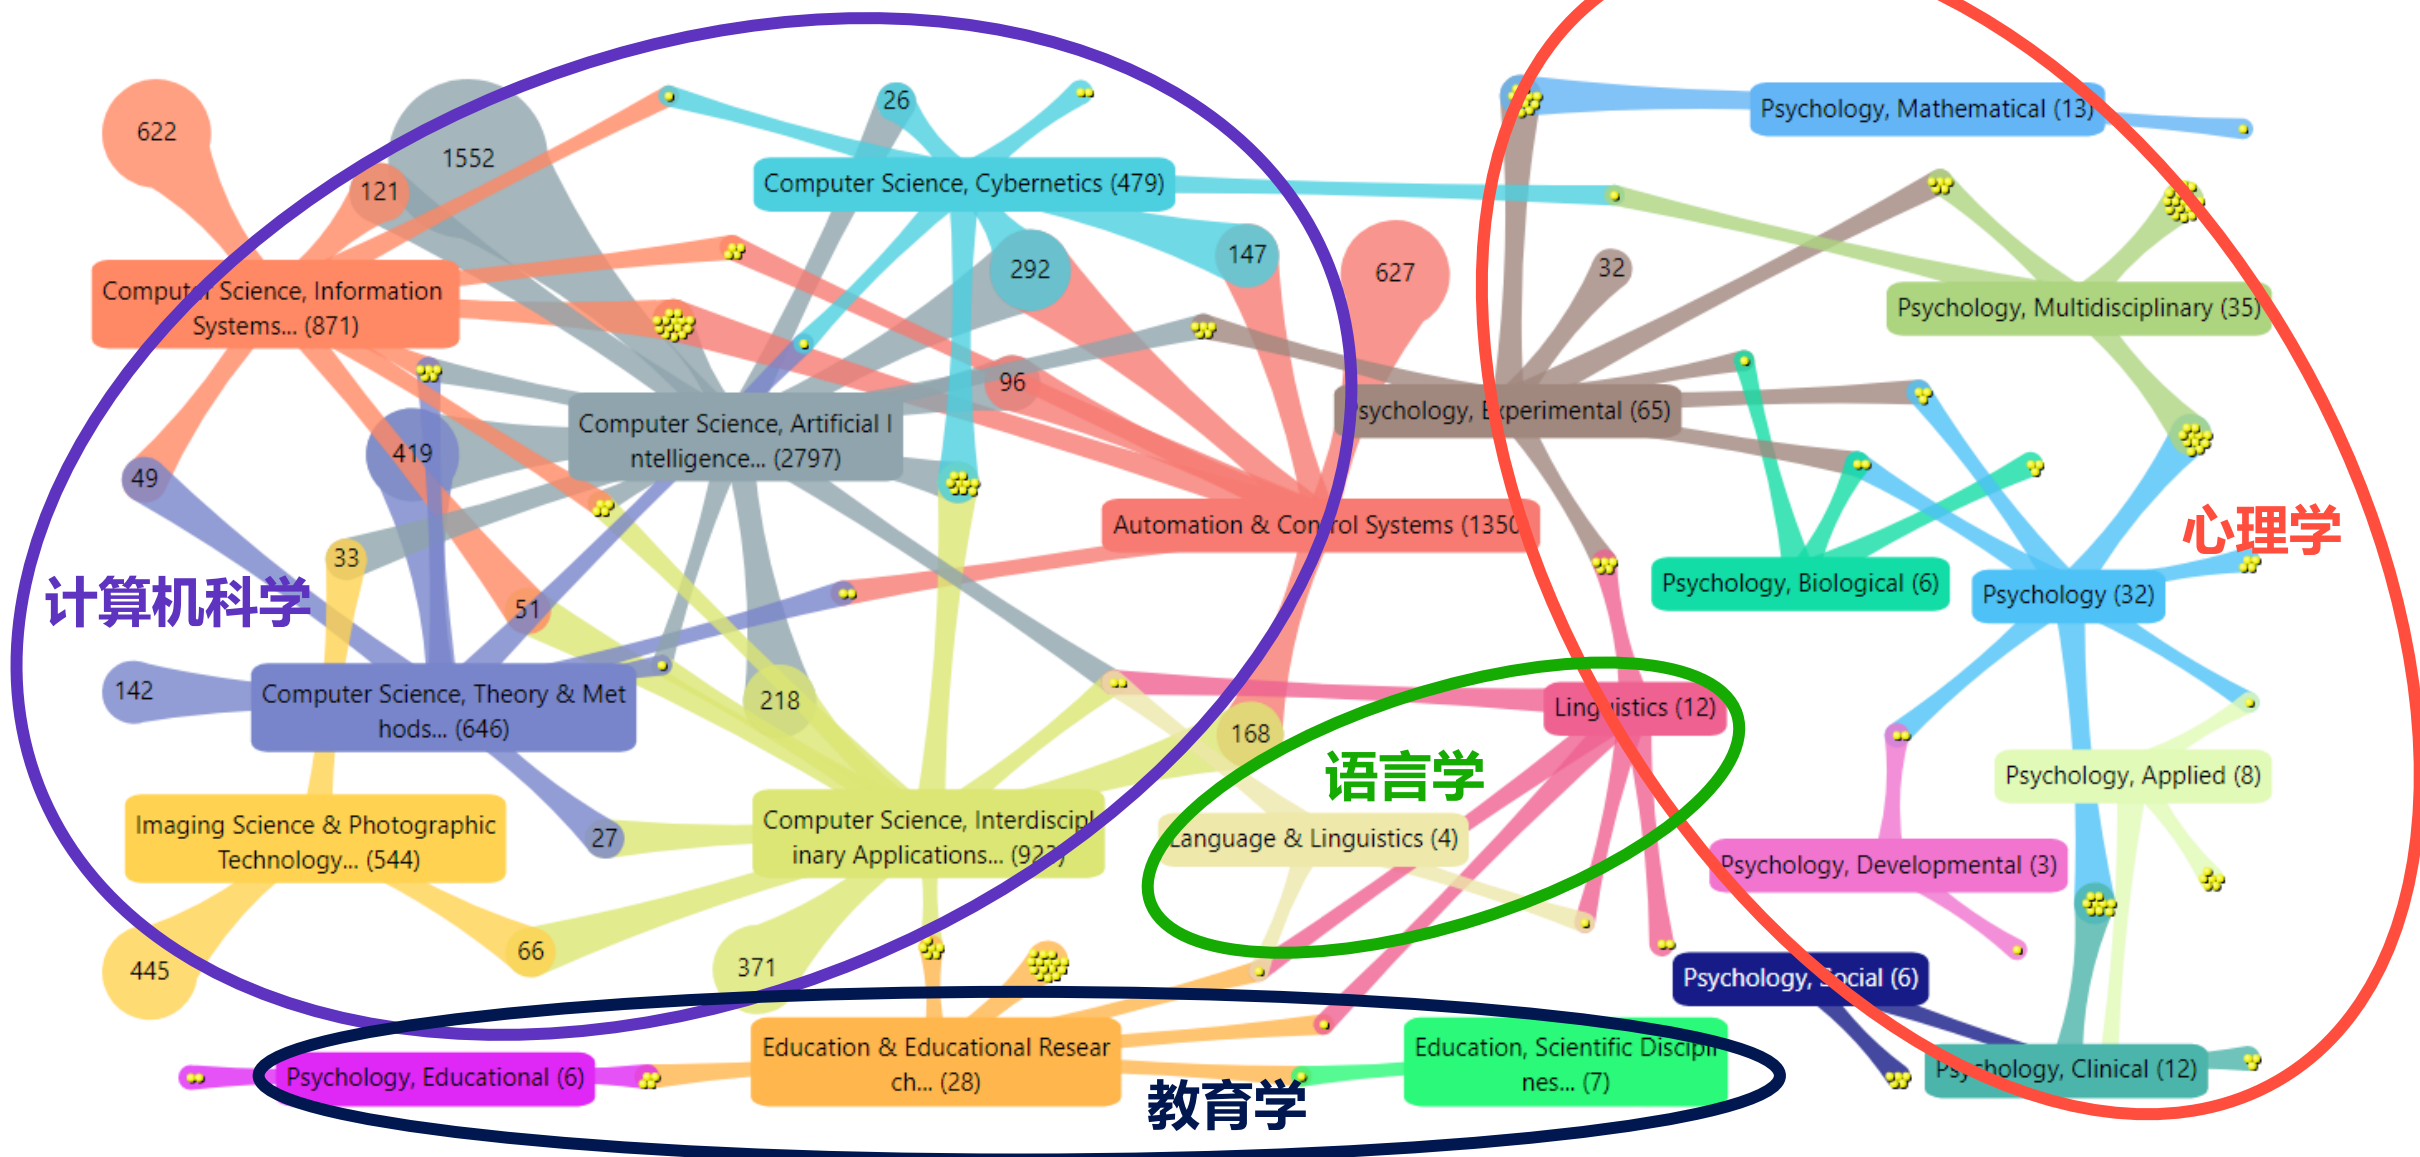 622
1552
121
26
Computer Science, Cybernetics (479)
Psychology, Mathematical (13)
292
147
627
32
Computer Science, Information
Systems... (871)
Psychology, Multidisciplinary (35)
96
Computer Science, Artificial I
ntelligence... (2797)
Psychology, Experimental (65)
419
49
Automation & Control Systems (1350
心理学
33
计算机科学
51
Psychology, Biological (6)
Psychology (32)
142
Computer Science, Theory & Met
hods... (646)
218
168
Linguistics (12)
语言学
Psychology, Applied (8)
Imaging Science & Photographic
Technology... (544)
27
Computer Science, Interdiscipl
inary Applications... (923)
Language & Linguistics (4)
Psychology, Developmental (3)
445
66
371
Psychology, Social (6)
Psychology, Educational (6)
Education & Educational Resear
ch... (28)
教育学
Education, Scientific Discipli
nes... (7)
Psychology, Clinical (12)